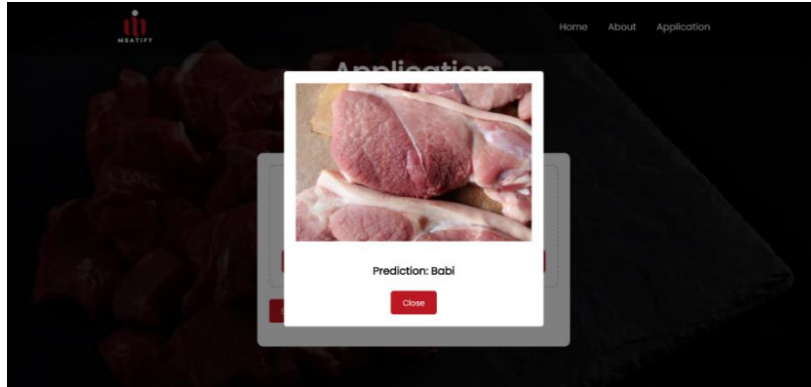 MEATIFY
Home About Application
Application
Prediction: Babi
Close